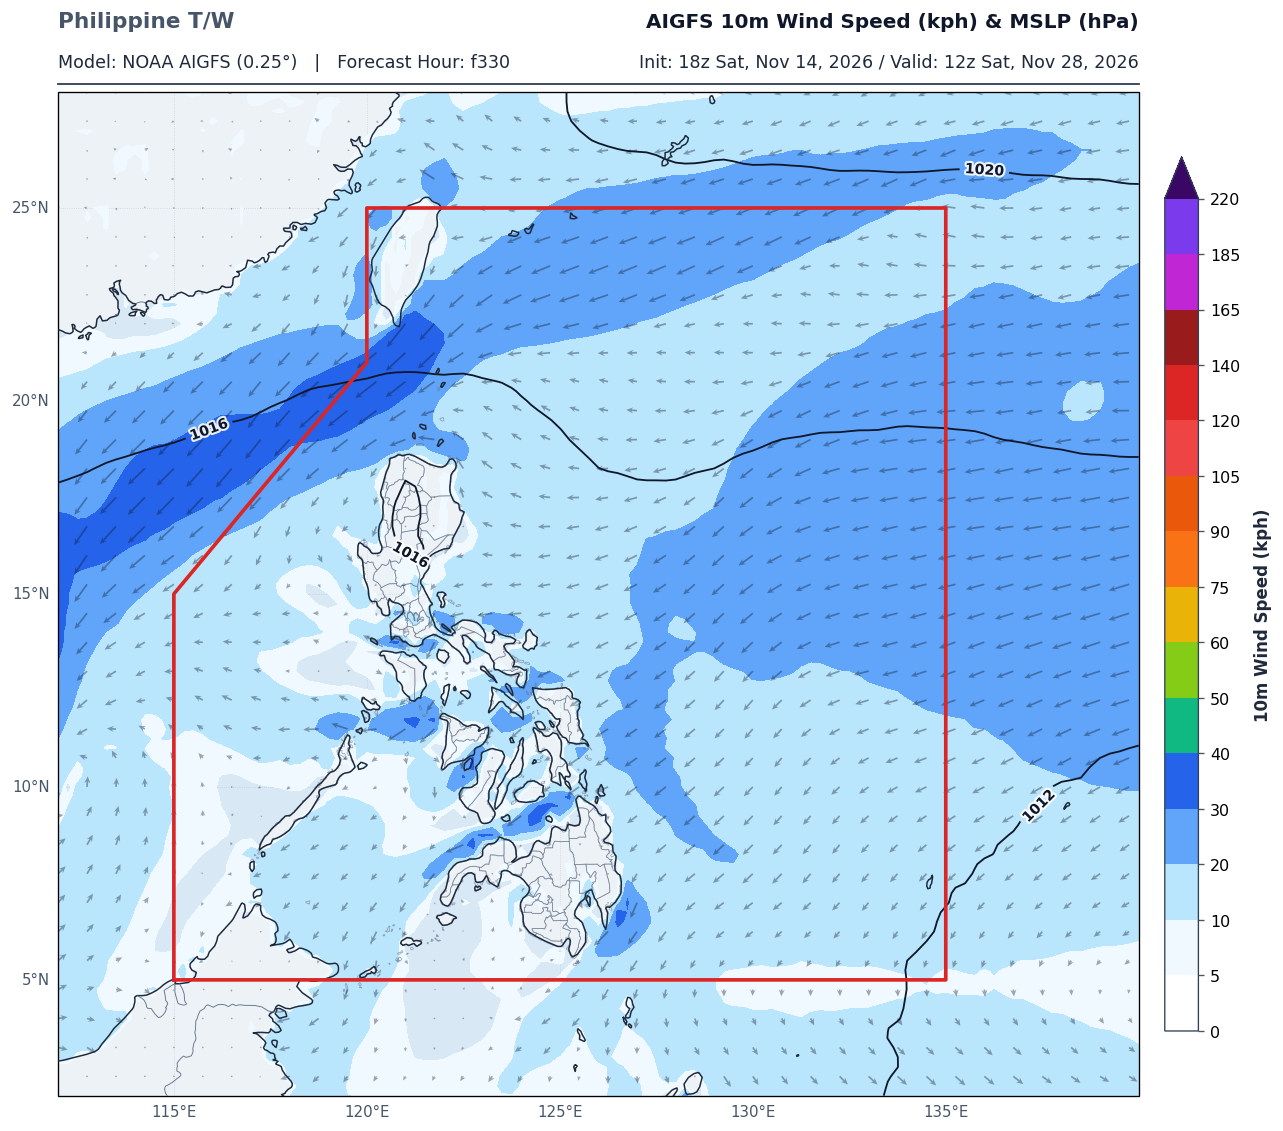 Philippine T/W
AIGFS 10m Wind Speed (kph) & MSLP (hPa)
Model: NOAA AIGFS (0.25°) | Forecast Hour: f330
Init: 18z Sat, Nov 14, 2026 / Valid: 12z Sat, Nov 28, 2026
1020
25°N
20°N
1016
1016
15°N
10°N
1012
5°N
115°E 120°E 125°E 130°E 135°E
220
185
165
140
120
105
90
75
60
50
40
30
20
10
5
0
10m Wind Speed (kph)